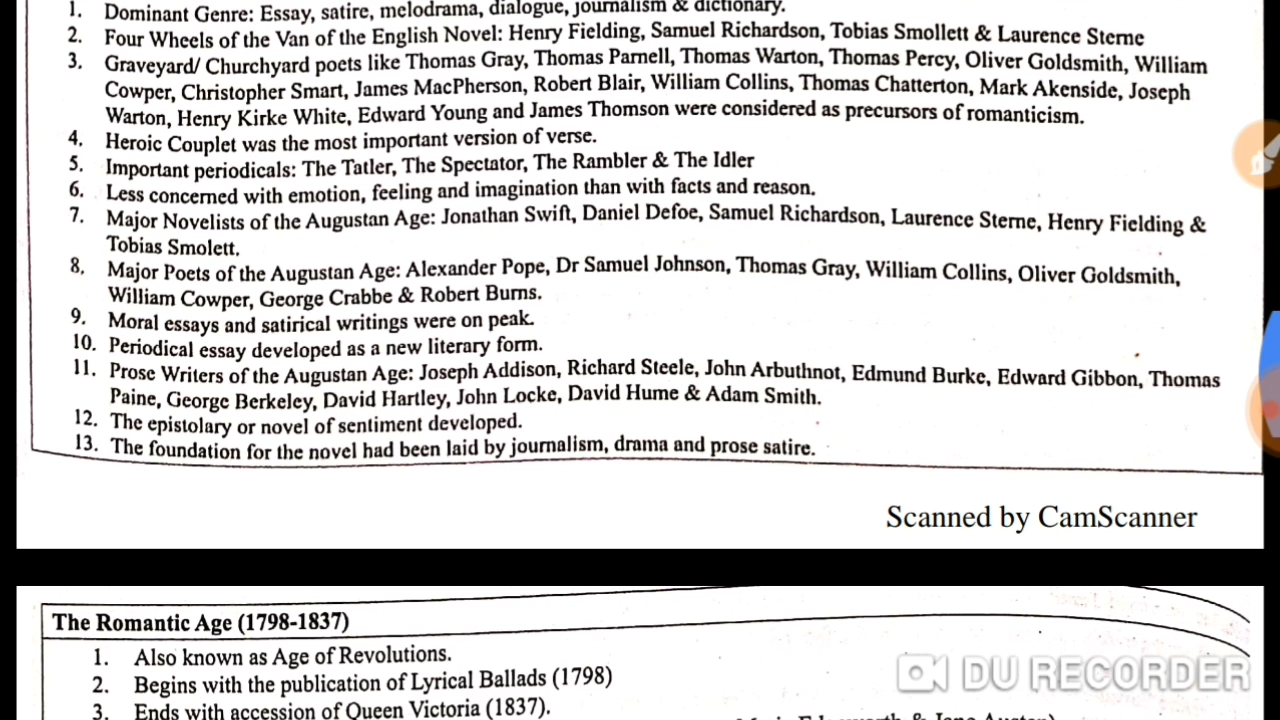 1. Dominant Genre: Essay, satire, melodrama, dialogue, journalism & dictionary.
2. Four Wheels of the Van of the English Novel: Henry Fielding, Samuel Richardson, Tobias Smollett & Laurence Sterne
3. Graveyard/ Churchyard poets like Thomas Gray, Thomas Parnell, Thomas Warton, Thomas Percy, Oliver Goldsmith, William
Cowper, Christopher Smart, James MacPherson, Robert Blair, William Collins, Thomas Chatterton, Mark Akenside, Joseph
Warton, Henry Kirke White, Edward Young and James Thomson were considered as precursors of romanticism.
4. Heroic Couplet was the most important version of verse.
5. Important periodicals: The Tatler, The Spectator, The Rambler & The Idler
6. Less concerned with emotion, feeling and imagination than with facts and reason.
7. Major Novelists of the Augustan Age: Jonathan Swift, Daniel Defoe, Samuel Richardson, Laurence Sterne, Henry Fielding &
Tobias Smolett.
8. Major Poets of the Augustan Age: Alexander Pope, Dr Samuel Johnson, Thomas Gray, William Collins, Oliver Goldsmith,
William Cowper, George Crabbe & Robert Burns.
9. Moral essays and satirical writings were on peak.
10. Periodical essay developed as a new literary form.
11. Prose Writers of the Augustan Age: Joseph Addison, Richard Steele, John Arbuthnot, Edmund Burke, Edward Gibbon, Thomas
Paine, George Berkeley, David Hartley, John Locke, David Hume & Adam Smith.
12. The epistolary or novel of sentiment developed.
13. The foundation for the novel had been laid by journalism, drama and prose satire.
Scanned by CamScanner
The Romantic Age (1798-1837)
1. Also known as Age of Revolutions.
DU RECORDER
2. Begins with the publication of Lyrical Ballads (1798)
3. Ends with accession of Queen Victoria (1837).